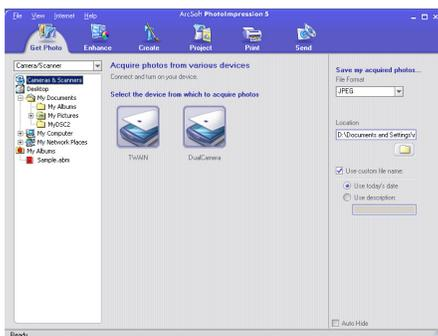 File View Internet Help
ArcSoft PhotoImpression 5
Get Photo Enhance Create Project Print Send
Camera/Scanner
Cameras & Scanners
Desktop
My Documents
My Albums
My Pictures
MyDSC2
My Computer
My Network Places
My Albums
Sample.abm
Acquire photos from various devices
Connect and turn on your device.
Select the device from which to acquire photos
TWAIN DualCamera
Save my acquired photos...
File Format
JPEG
Location
D:\Documents and Settings\v
Use custom file name:
Use today's date
Use description:
Auto Hide
Ready